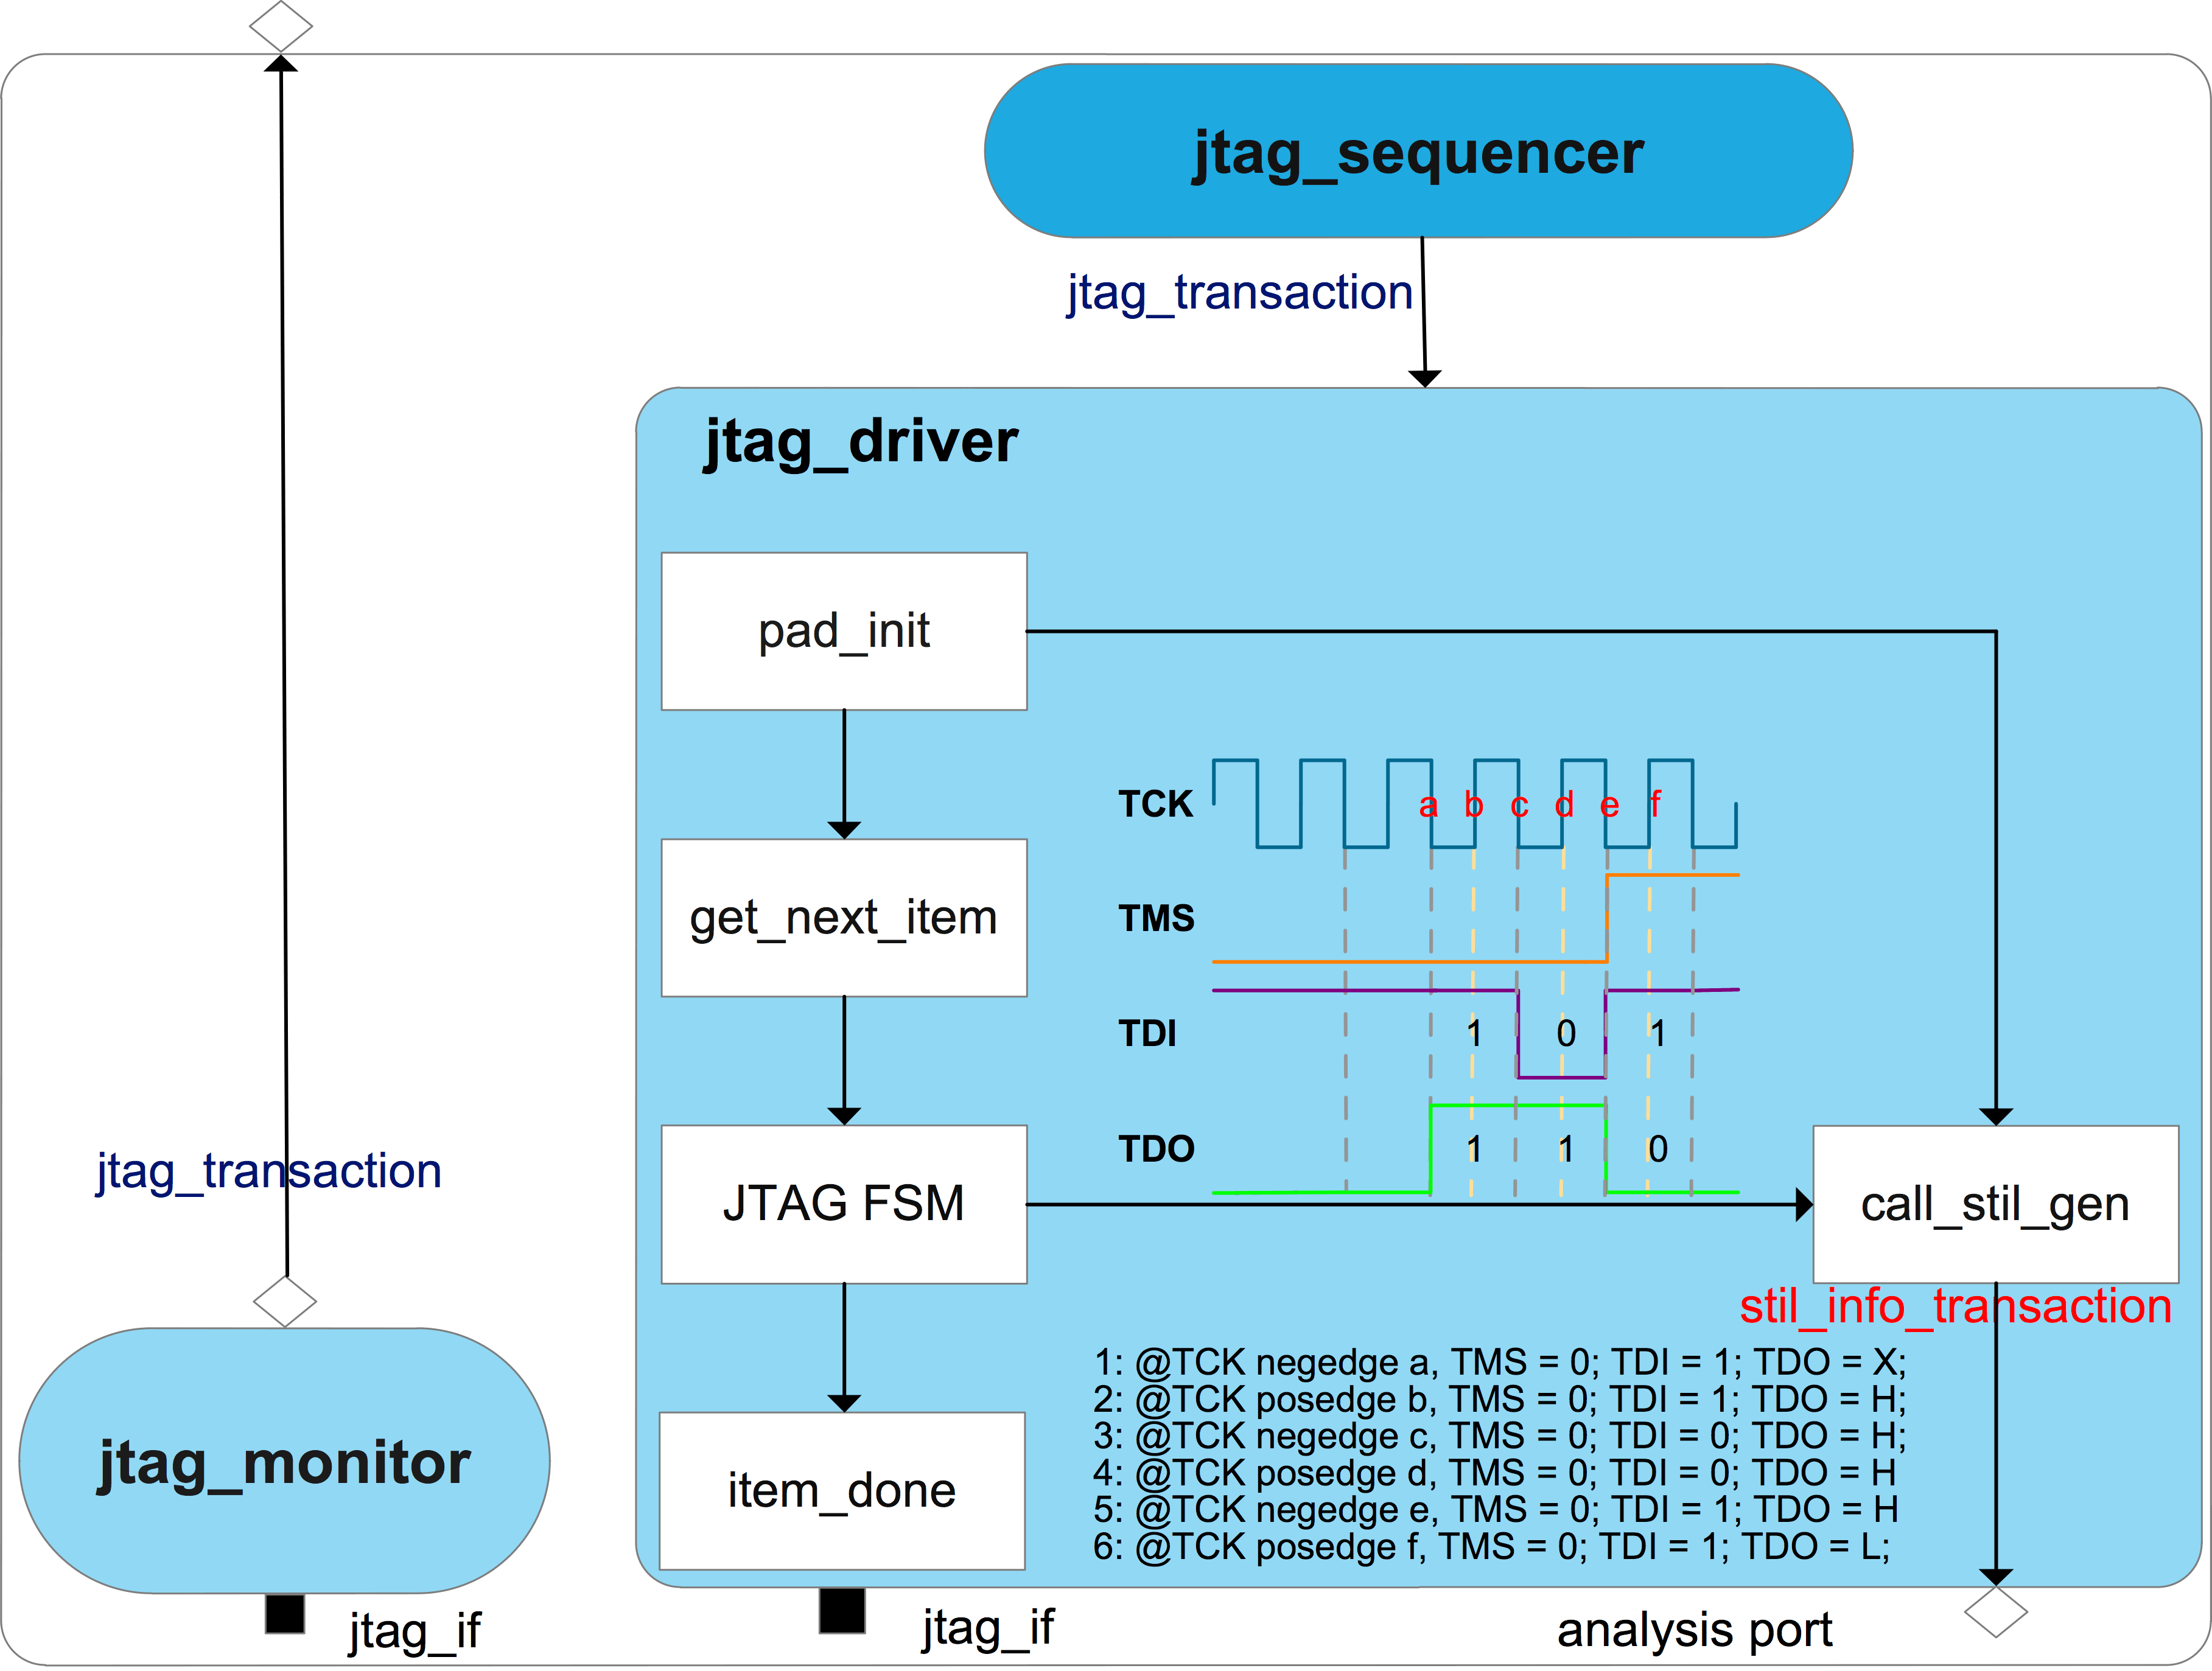 jtag_sequencer
jtag_transaction
jtag_driver
pad_init
get_next_item
JTAG FSM
item_done
TCK
a b c d e f
TMS
TDI
1 0 1
TDO
1 1 0
call_stil_gen
stil_info_transaction
1: @TCK negedge a, TMS = 0; TDI = 1; TDO = X;
2: @TCK posedge b, TMS = 0; TDI = 1; TDO = H;
3: @TCK negedge c, TMS = 0; TDI = 0; TDO = H;
4: @TCK posedge d, TMS = 0; TDI = 0; TDO = H
5: @TCK negedge e, TMS = 0; TDI = 1; TDO = H
6: @TCK posedge f, TMS = 0; TDI = 1; TDO = L;
jtag_transaction
jtag_monitor
jtag_if
jtag_if
analysis port